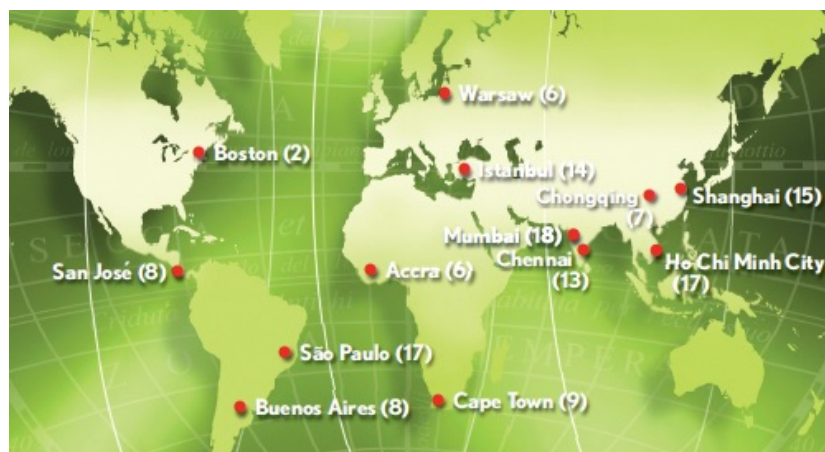 Warsaw (6)
Boston (2)
Istanbul (14)
Chongqing
(7)
Shanghai (15)
Mumbai (18)
Chennai
(13)
Ho Chi Minh City
(17)
San José (8)
Accra (6)
São Paulo (17)
Buenos Aires (8)
Cape Town (9)